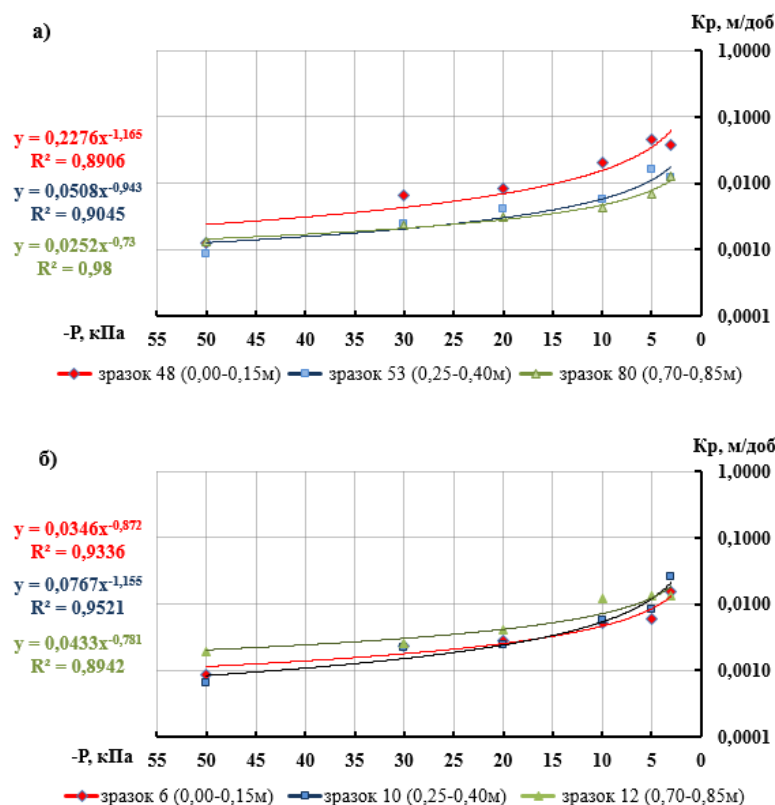 а)
Кр, м/доб
1,0000
0,1000
0,0100
0,0010
0,0001
y = 0,2276x^-1,165
R² = 0,8906
y = 0,0508x^-0,943
R² = 0,9045
y = 0,0252x^-0,73
R² = 0,98
-Р, кПа
55 50 45 40 35 30 25 20 15 10 5 0
зразок 48 (0,00-0,15м) зразок 53 (0,25-0,40м) зразок 80 (0,70-0,85м)
б)
Кр, м/доб
1,0000
0,1000
0,0100
0,0010
0,0001
y = 0,0346x^-0,872
R² = 0,9336
y = 0,0767x^-1,155
R² = 0,9521
y = 0,0433x^-0,781
R² = 0,8942
-Р, кПа
55 50 45 40 35 30 25 20 15 10 5 0
зразок 6 (0,00-0,15м) зразок 10 (0,25-0,40м) зразок 12 (0,70-0,85м)